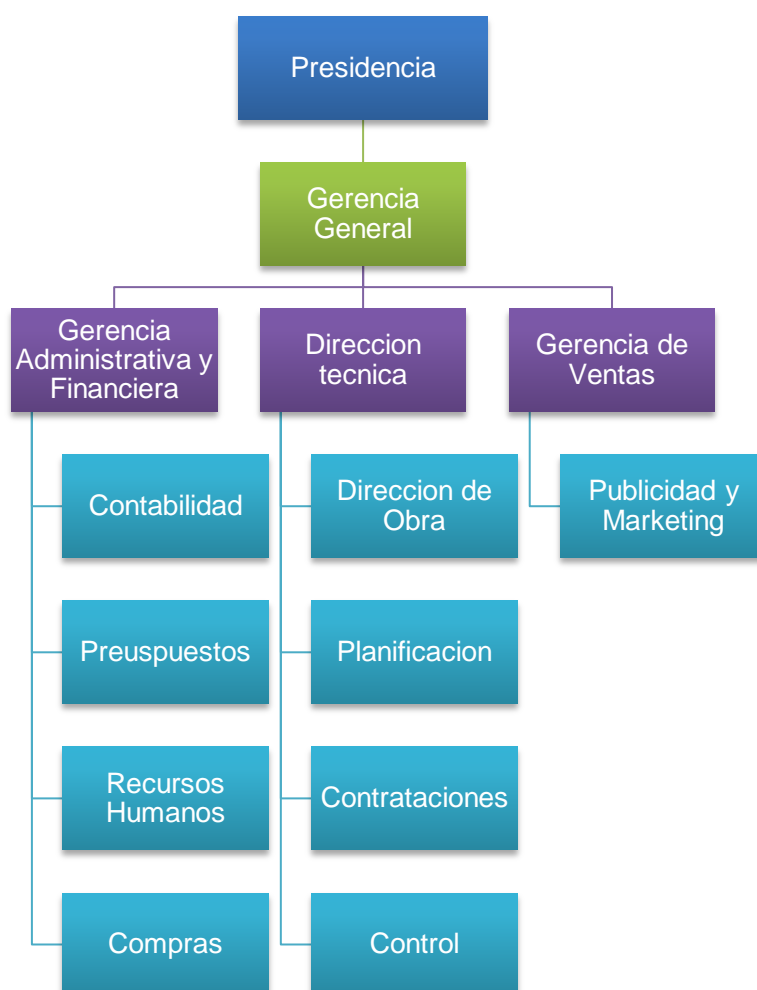 Presidencia
Gerencia
General
Gerencia
Administrativa y
Financiera
Direccion
tecnica
Gerencia de
Ventas
Contabilidad
Direccion de
Obra
Publicidad y
Marketing
Preuspuestos
Planificacion
Recursos
Humanos
Contrataciones
Compras
Control